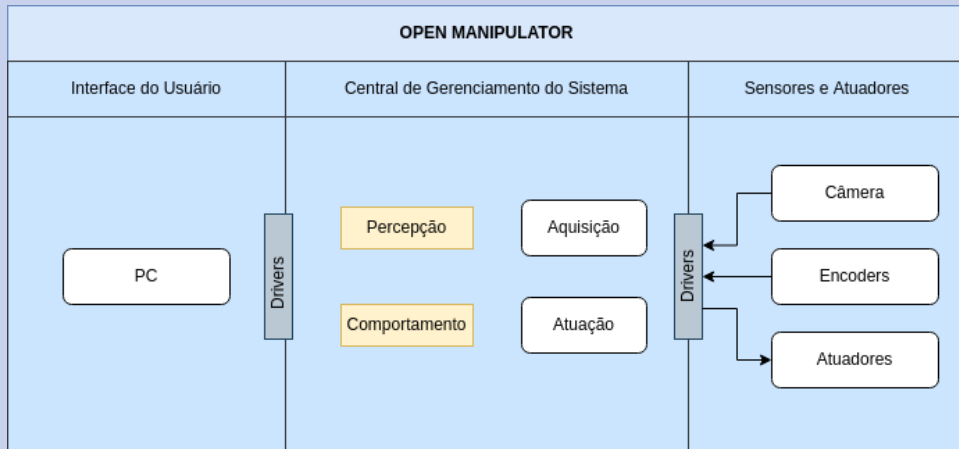 OPEN MANIPULATOR
Interface do Usuário
Central de Gerenciamento do Sistema
Sensores e Atuadores
PC
Drivers
Percepção
Aquisição
Comportamento
Atuação
Drivers
Câmera
Encoders
Atuadores